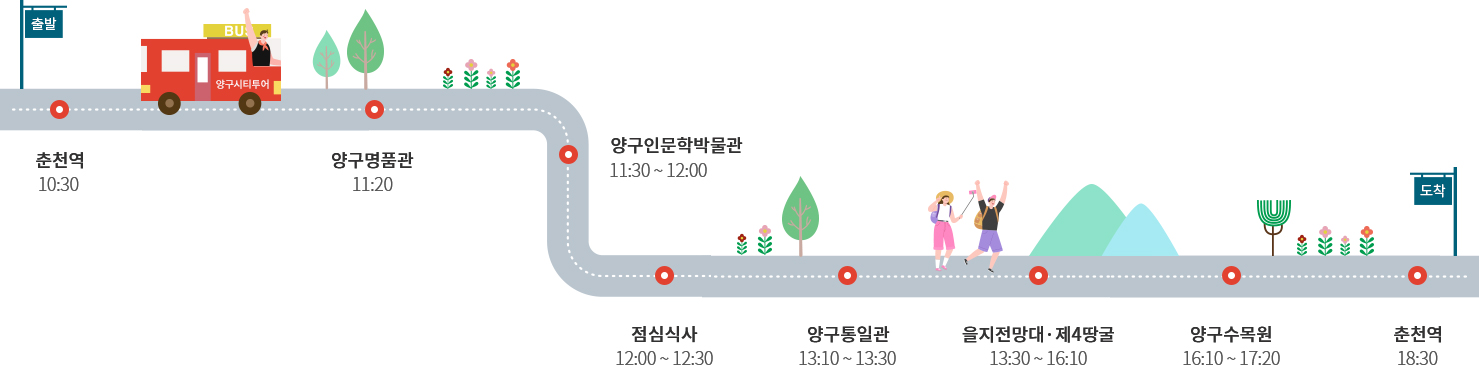 출발
BUS
양구시티투어
춘천역
10:30
양구명품관
11:20
양구인문학박물관
11:30 ~ 12:00
점심식사
12:00 ~ 12:30
양구통일관
13:10 ~ 13:30
을지전망대 · 제4땅굴
13:30 ~ 16:10
양구수목원
16:10 ~ 17:20
도착
춘천역
18:30